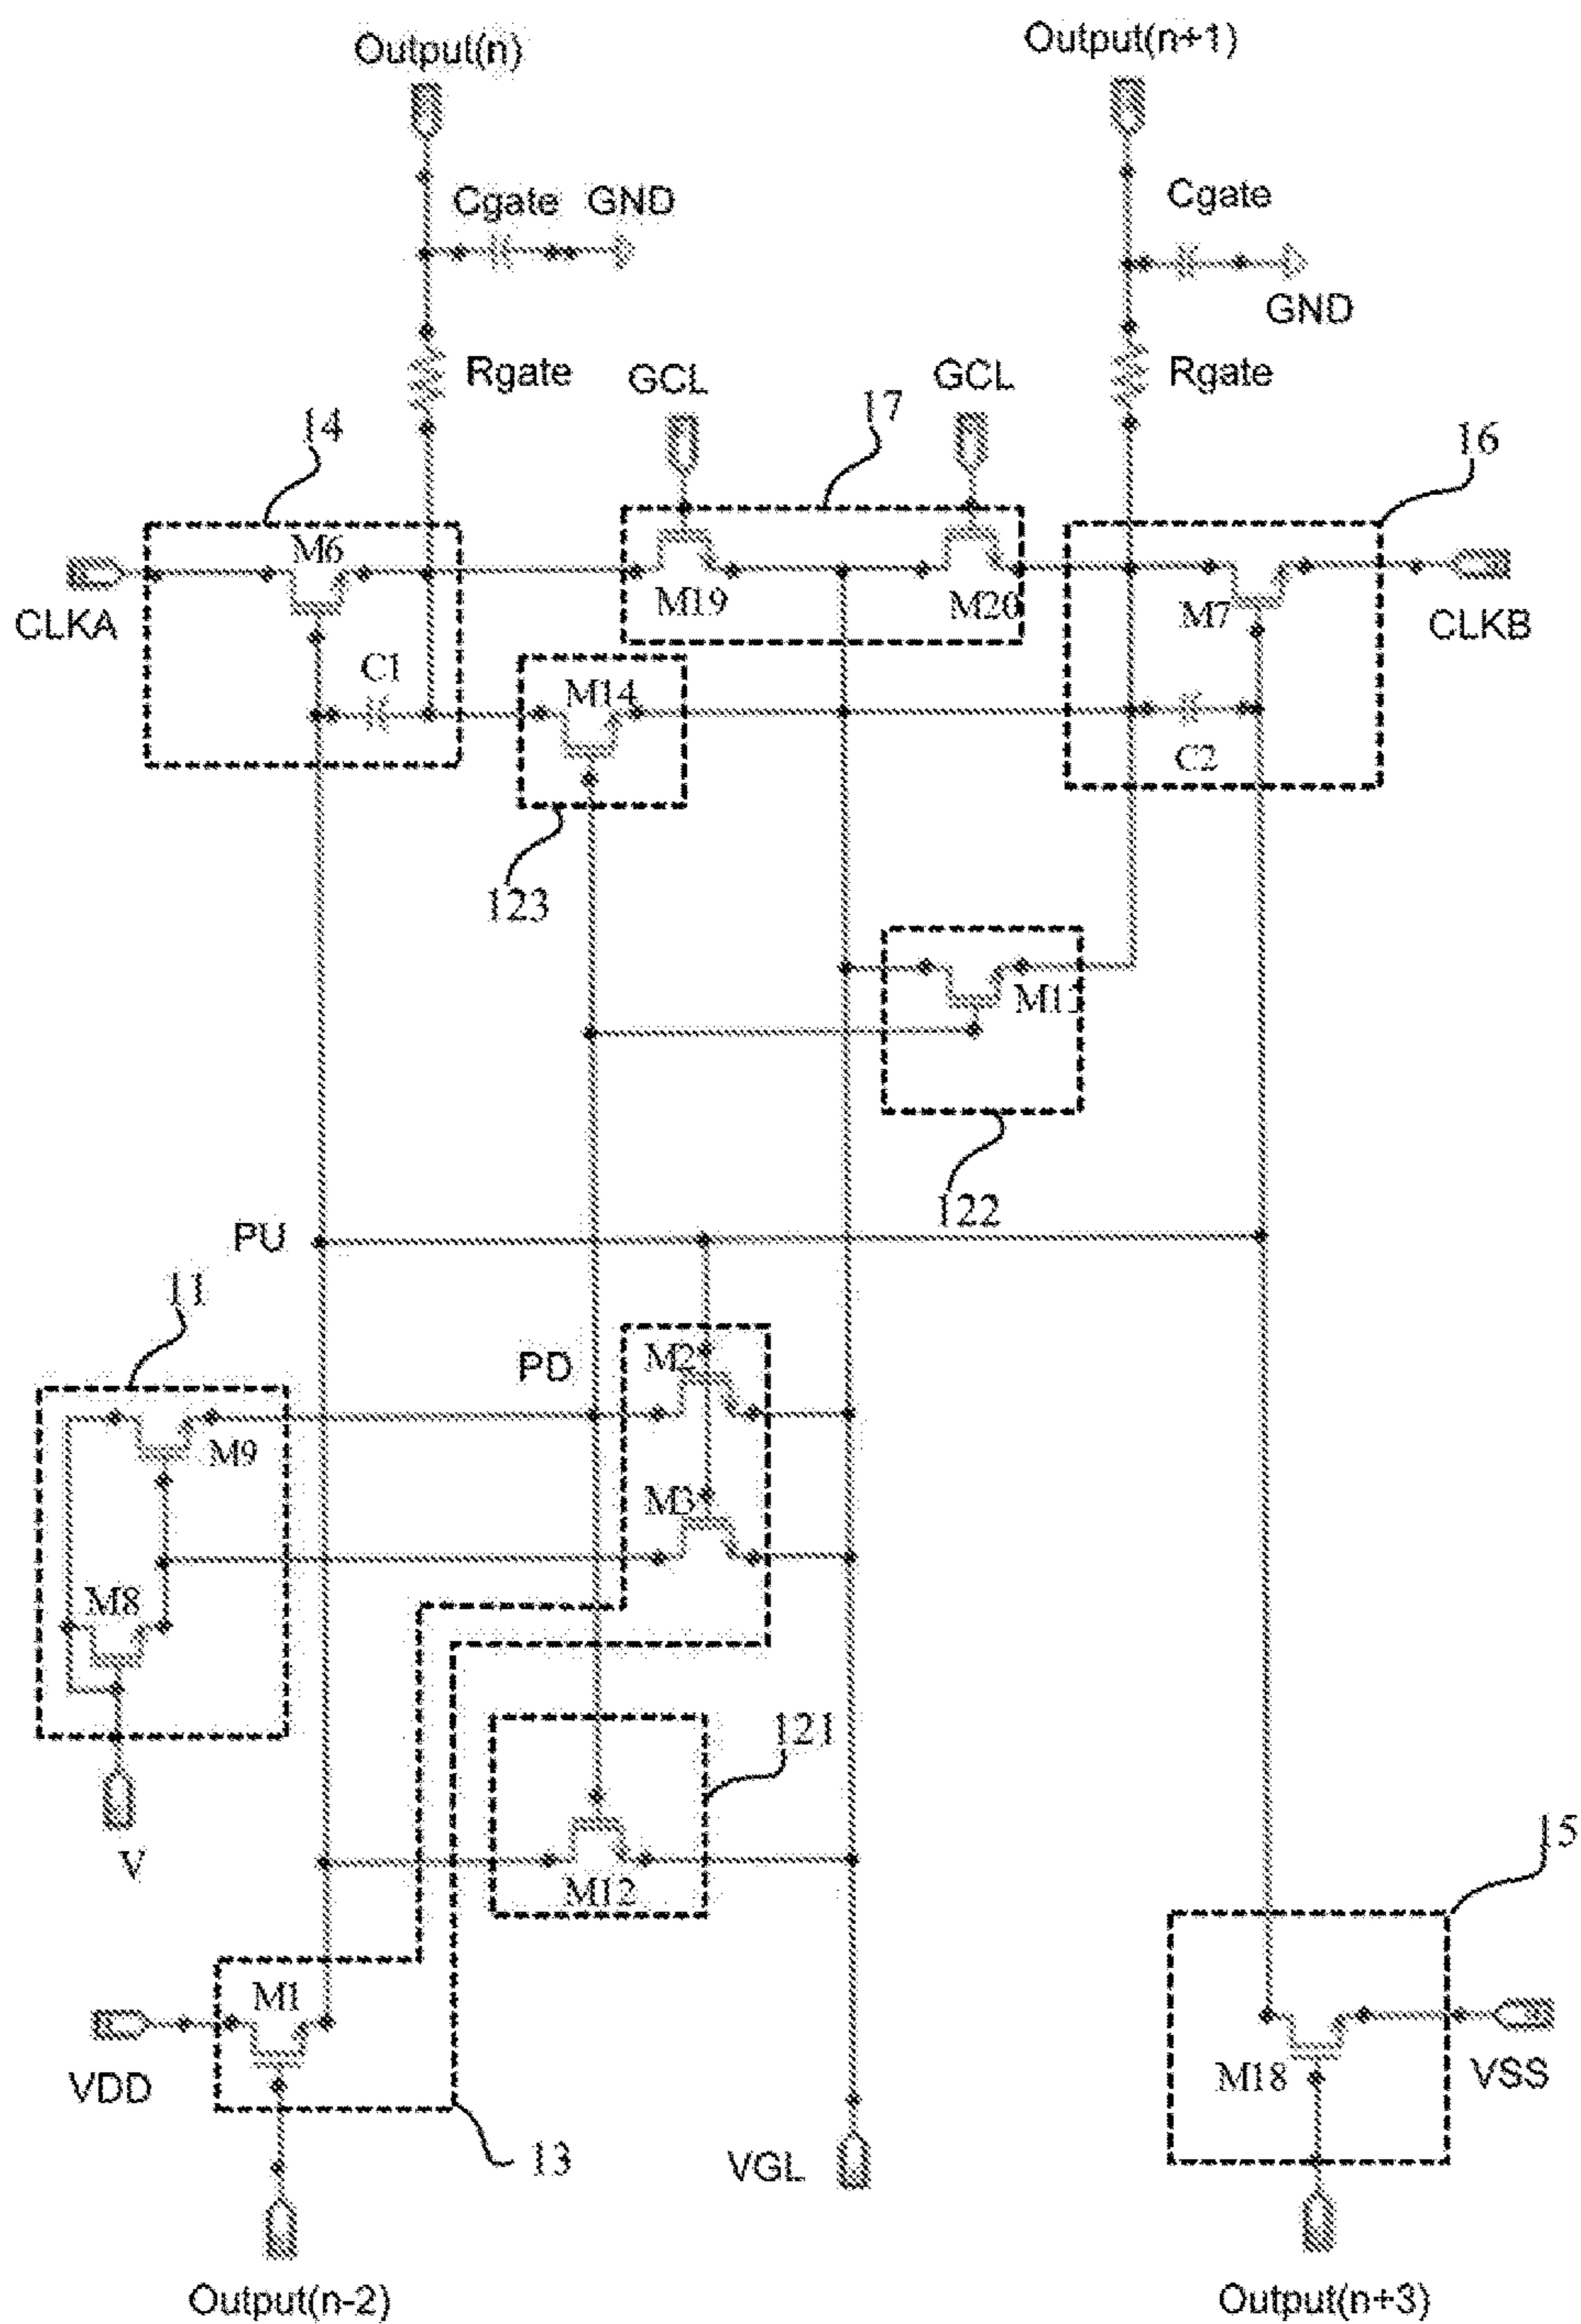 Output(n)
Output(n+1)
Cgate GND
Cgate
GND
Rgate
GCL
GCL
Rgate
14
17
16
M6
M19
M20
M7
CLKA
CLKB
C1
M14
C2
123
122
PU
11
PD
M2
M9
M3
M8
121
V
M12
15
M1
VDD
M18
VSS
13
VGL
Output(n-2)
Output(n+3)